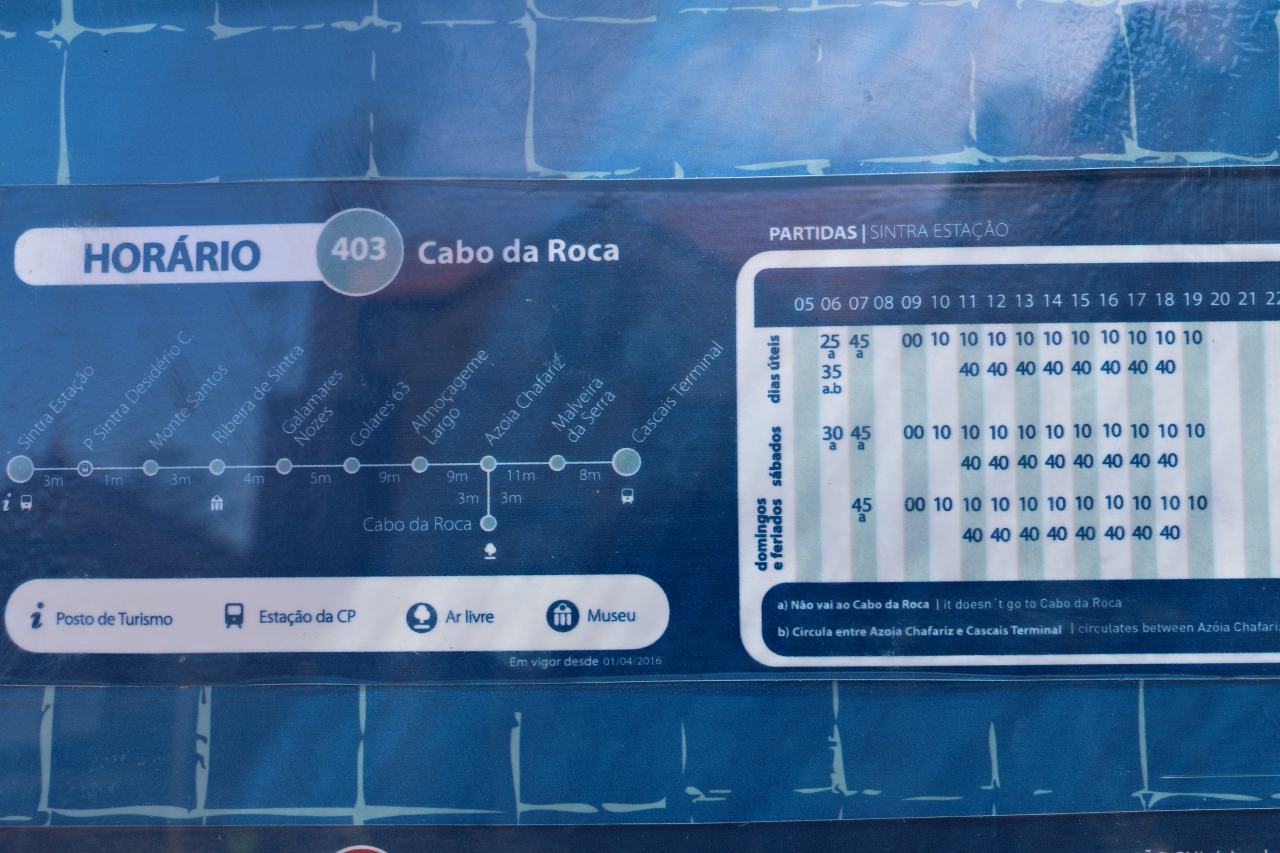 HORÁRIO 403 Cabo da Roca
Sintra Estação
P Sintra Desidério C.
Monte Santos
Ribeira de Sintra
Galamares
Nozes
Colares 63
Almoçageme
Largo
Azoia Chafariz
Malveira
da Serra
Cascais Terminal
3m 1m 3m 4m 5m 9m 9m 11m 8m
3m 3m
Cabo da Roca
i Posto de Turismo Estação da CP Ar livre Museu
Em vigor desde 01/04/2016
PARTIDAS | SINTRA ESTAÇÃO
05 06 07 08 09 10 11 12 13 14 15 16 17 18 19 20 21 22
dias úteis
25 45 00 10 10 10 10 10 10 10 10 10 10
a a
35 40 40 40 40 40 40 40 40
a.b
sábados
30 45 00 10 10 10 10 10 10 10 10 10 10
a a
40 40 40 40 40 40 40 40
domingos
e feriados
45 00 10 10 10 10 10 10 10 10 10 10
a
40 40 40 40 40 40 40 40
a) Não vai ao Cabo da Roca | it doesn´t go to Cabo da Roca
b) Circula entre Azoia Chafariz e Cascais Terminal | circulates between Azóia Chafari